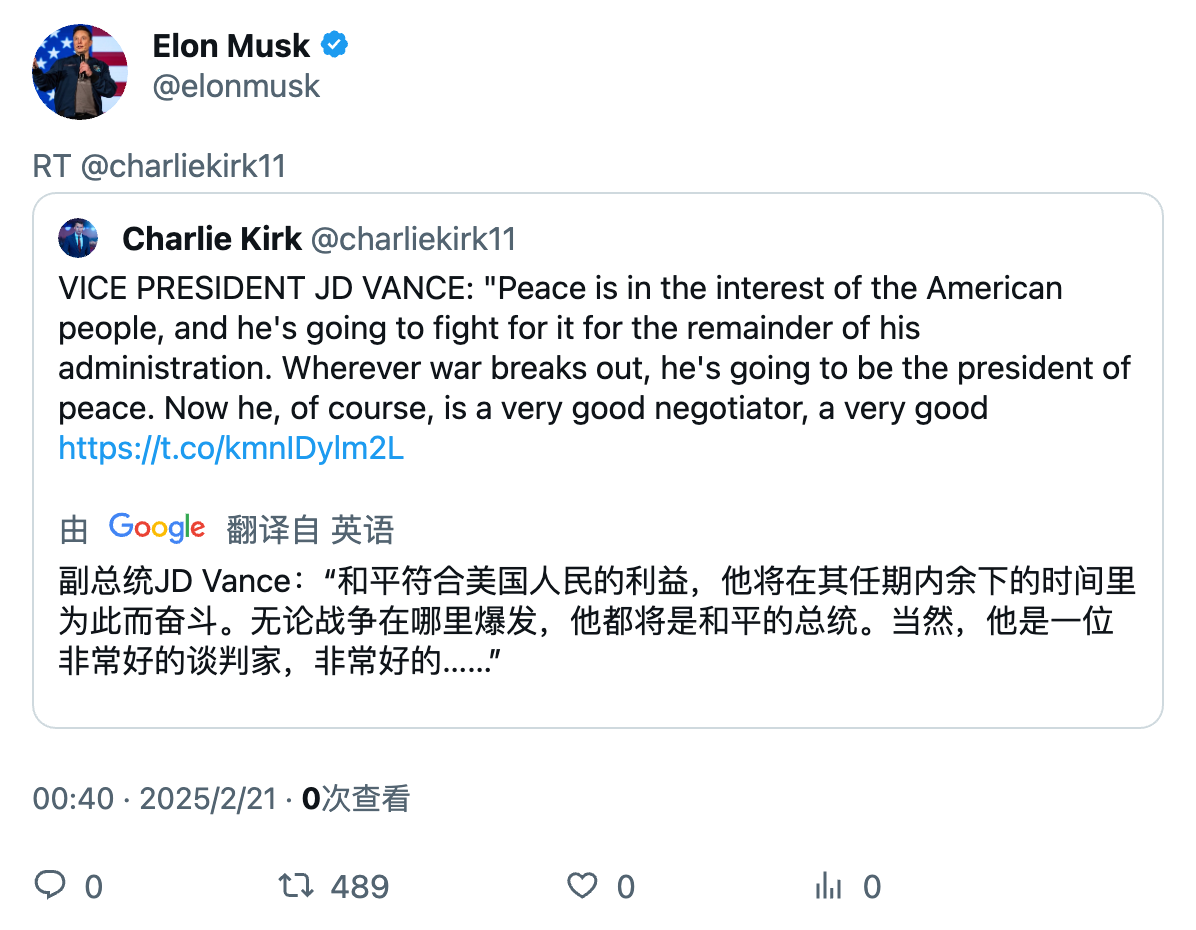 Elon Musk
@elonmusk
RT @charliekirk11
Charlie Kirk @charliekirk11
VICE PRESIDENT JD VANCE: "Peace is in the interest of the American
people, and he's going to fight for it for the remainder of his
administration. Wherever war breaks out, he's going to be the president of
peace. Now he, of course, is a very good negotiator, a very good
https://t.co/kmnIDylm2L
由 Google 翻译自 英语
副总统JD Vance：“和平符合美国人民的利益，他将在其任期内余下的时间里
为此而奋斗。无论战争在哪里爆发，他都将是和平的总统。当然，他是一位
非常好的谈判家，非常好的……”
00:40 · 2025/2/21 · 0次查看
0 489 0 0